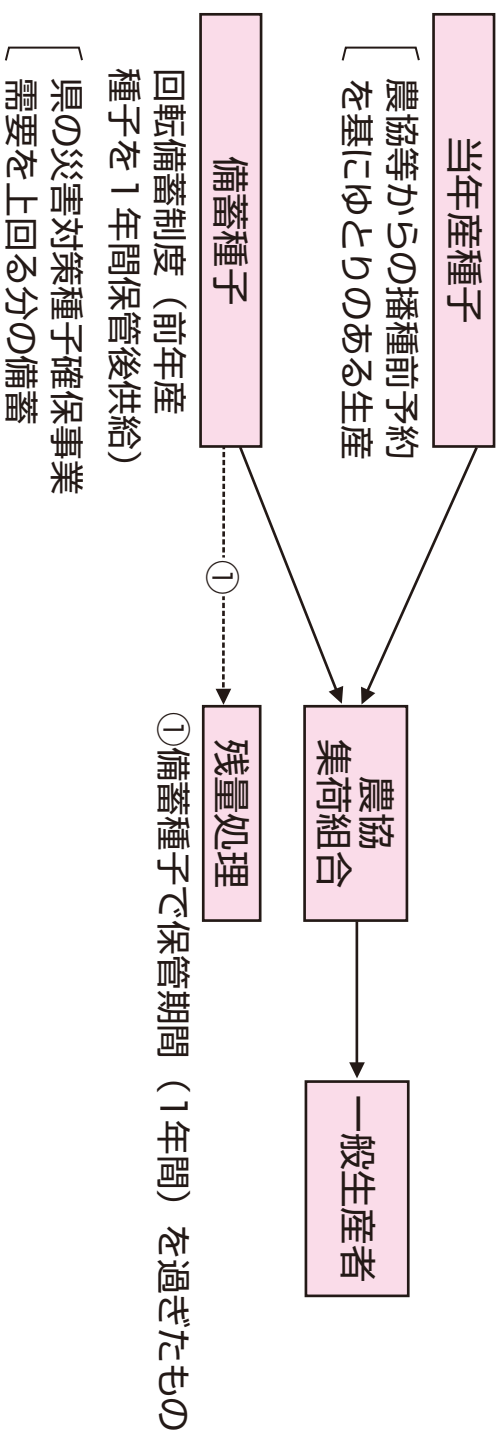 当年産種子
農協等からの播種前予約
を基にゆとりのある生産
備蓄種子
回転備蓄制度（前年産
種子を1年間保管後供給）
県の災害対策種子確保事業
需要を上回る分の備蓄
①
農協
集荷組合
残量処理
①備蓄種子で保管期間（1年間）を過ぎたもの
一般生産者